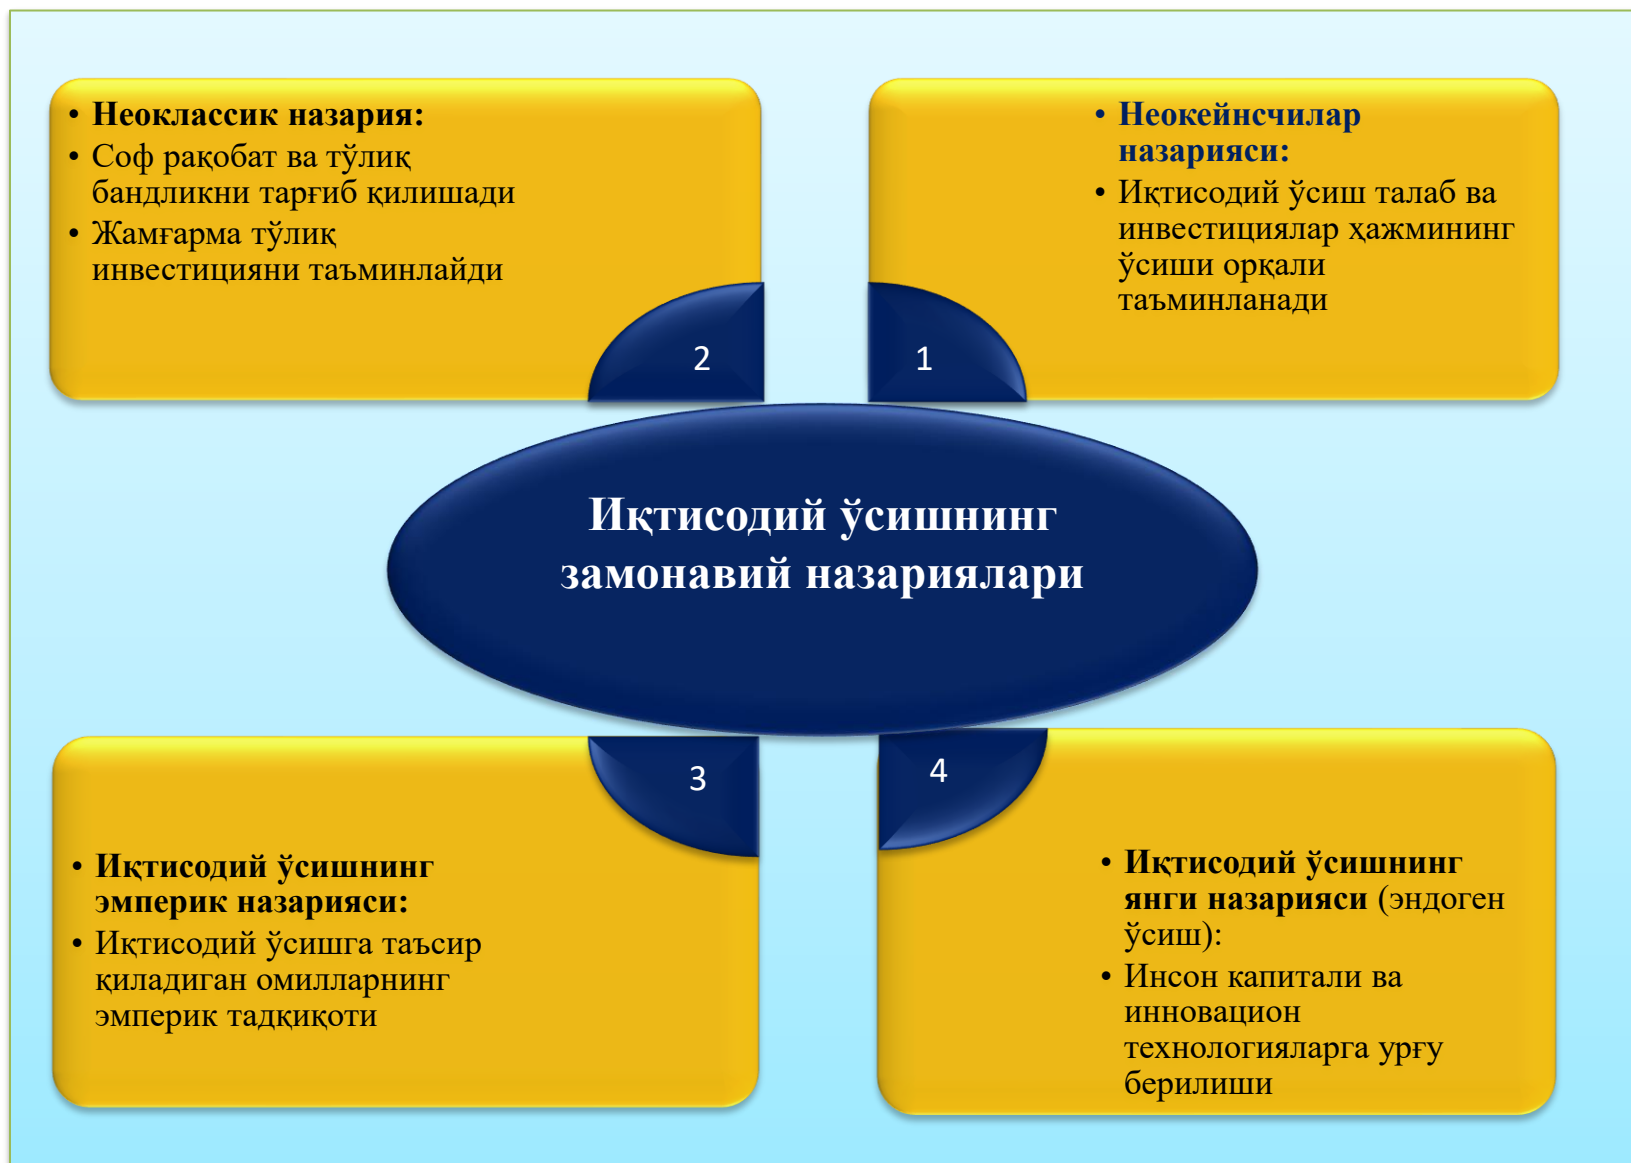 • Неоклассик назария:
• Соф рақобат ва тўлиқ
бандликни тарғиб қилишади
• Жамғарма тўлиқ
инвестицияни таъминлайди
2
• Неокейнсчилар
назарияси:
• Иқтисодий ўсиш талаб ва
инвестициялар ҳажмининг
ўсиши орқали
таъминланади
1
Иқтисодий ўсишнинг
замонавий назариялари
3
• Иқтисодий ўсишнинг
эмперик назарияси:
• Иқтисодий ўсишга таъсир
қиладиган омилларнинг
эмперик тадқиқоти
4
• Иқтисодий ўсишнинг
янги назарияси (эндоген
ўсиш):
• Инсон капитали ва
инновацион
технологияларга урғу
берилиши